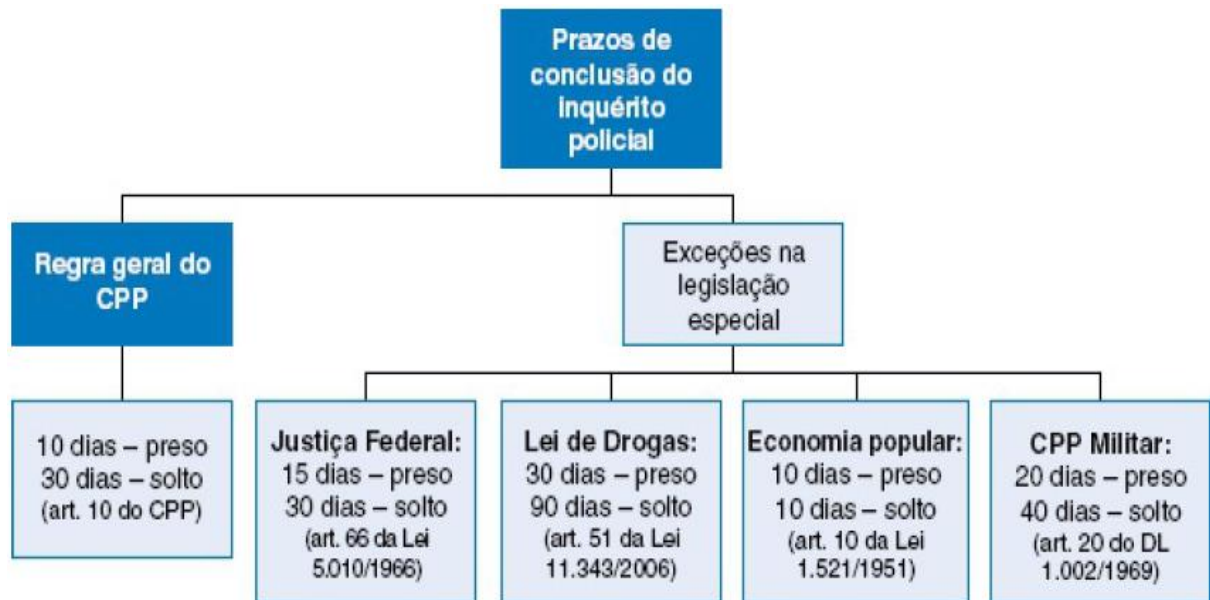 Prazos de
conclusão do
inquérito
policial
Regra geral do
CPP
Exceções na
legislação
especial
10 dias – preso
30 dias – solto
(art. 10 do CPP)
Justiça Federal:
15 dias – preso
30 dias – solto
(art. 66 da Lei
5.010/1966)
Lei de Drogas:
30 dias – preso
90 dias – solto
(art. 51 da Lei
11.343/2006)
Economia popular:
10 dias – preso
10 dias – solto
(art. 10 da Lei
1.521/1951)
CPP Militar:
20 dias – preso
40 dias – solto
(art. 20 do DL
1.002/1969)